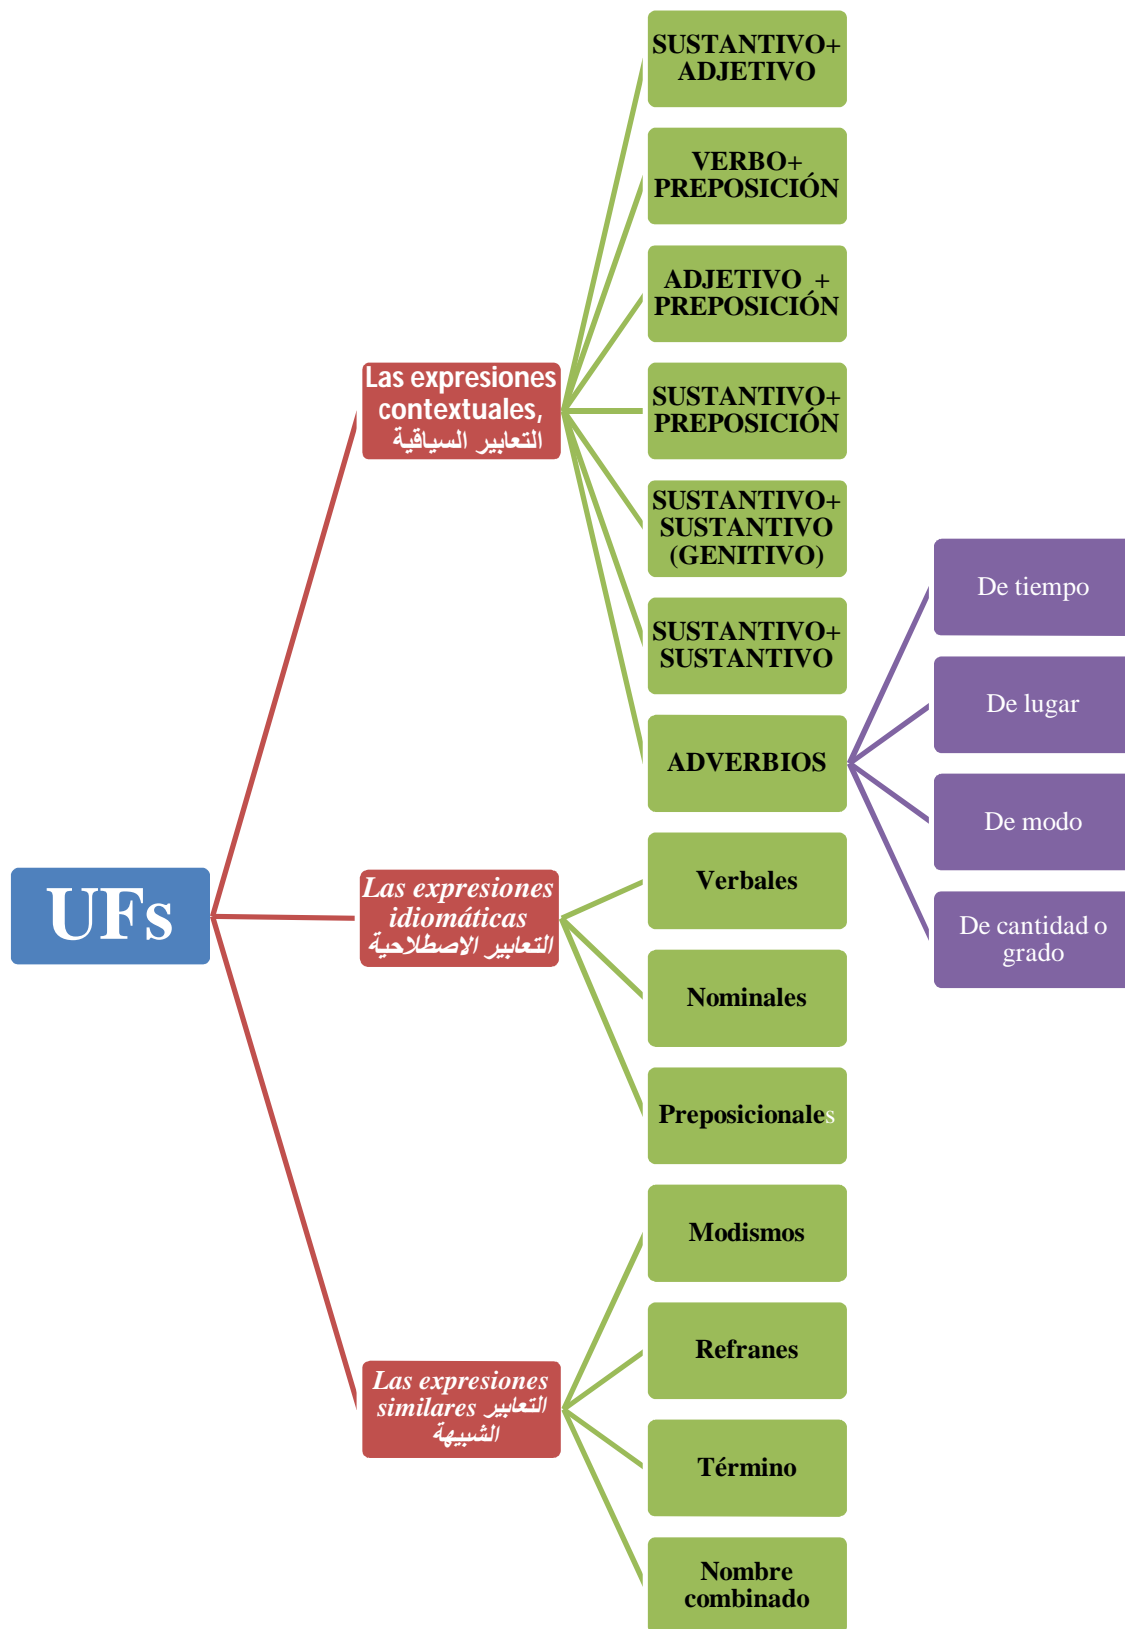 SUSTANTIVO+
ADJETIVO
VERBO+
PREPOSICIÓN
ADJETIVO +
PREPOSICIÓN
Las expresiones
contextuales,
التعابير السياقية
SUSTANTIVO+
PREPOSICIÓN
SUSTANTIVO+
SUSTANTIVO
(GENITIVO)
SUSTANTIVO+
SUSTANTIVO
ADVERBIOS
De tiempo
De lugar
De modo
De cantidad o
grado
UFs
Las expresiones
idiomáticas
التعابير الاصطلاحية
Verbales
Nominales
Preposicionales
Las expresiones
similares التعابير
الشبيهة
Modismos
Refranes
Término
Nombre
combinado